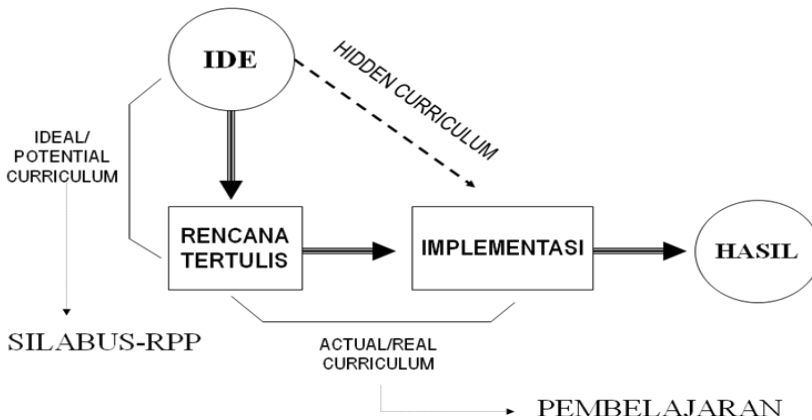 IDE
HIDDEN CURRICULUM
IDEAL/
POTENTIAL
CURRICULUM
RENCANA
TERTULIS
IMPLEMENTASI
HASIL
SILABUS-RPP
ACTUAL/REAL
CURRICULUM
PEMBELAJARAN